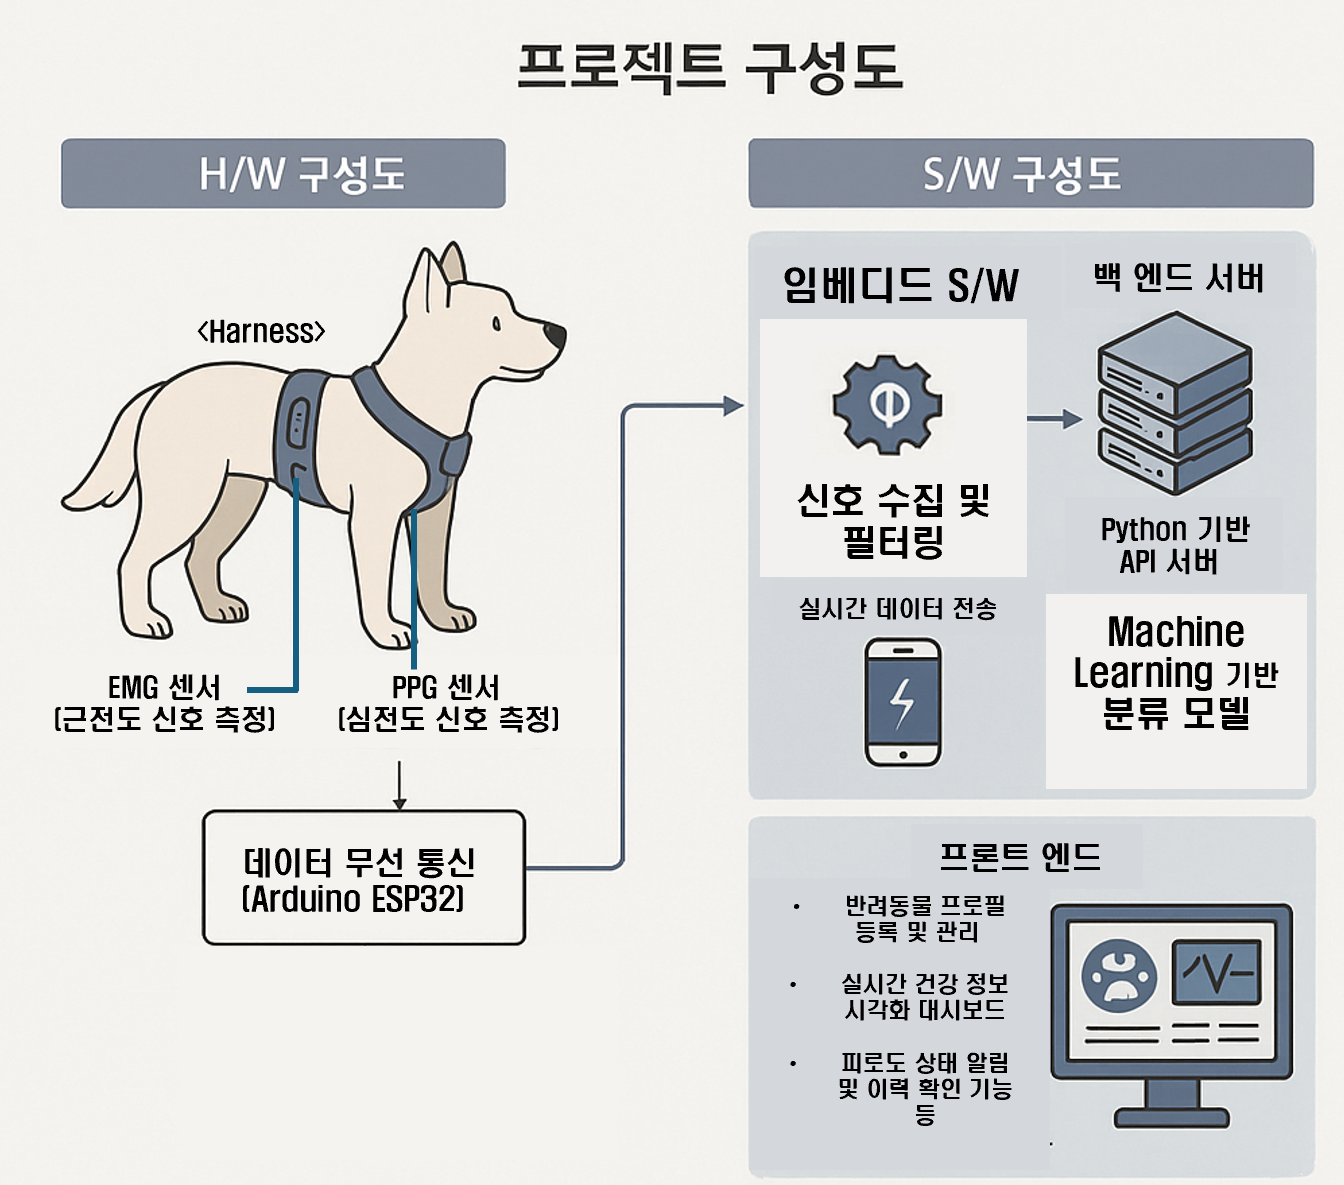 프로젝트 구성도
H/W 구성도
<Harness>
EMG 센서
(근전도 신호 측정)
PPG 센서
(심전도 신호 측정)
데이터 무선 통신
(Arduino ESP32)
S/W 구성도
임베디드 S/W
신호 수집 및
필터링
실시간 데이터 전송
백 엔드 서버
Python 기반
API 서버
Machine
Learning 기반
분류 모델
프론트 엔드
• 반려동물 프로필
등록 및 관리
• 실시간 건강 정보
시각화 대시보드
• 피로도 상태 알림
및 이력 확인 기능
등